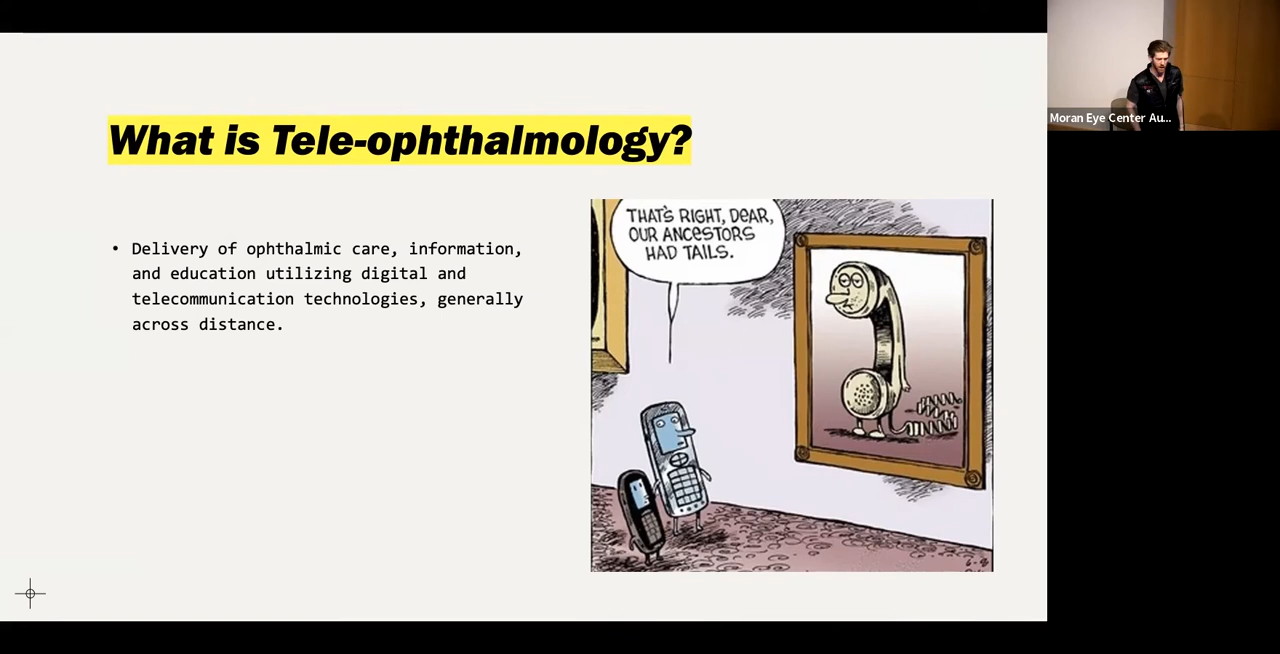 What is Tele-ophthalmology?
• Delivery of ophthalmic care, information,
and education utilizing digital and
telecommunication technologies, generally
across distance.
THAT'S RIGHT, DEAR,
OUR ANCESTORS
HAD TAILS.
Moran Eye Center Au...